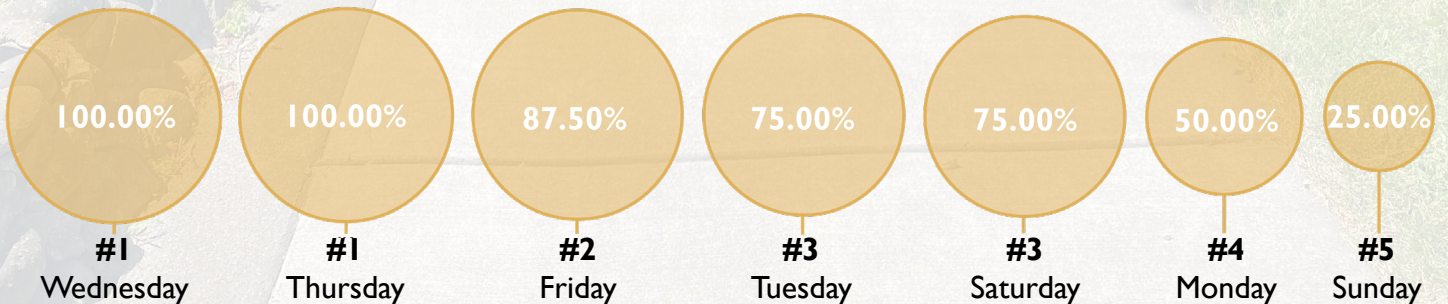 100.00% 100.00% 87.50% 75.00% 75.00% 50.00% 25.00%
#1 #1 #2 #3 #3 #4 #5
Wednesday Thursday Friday Tuesday Saturday Monday Sunday